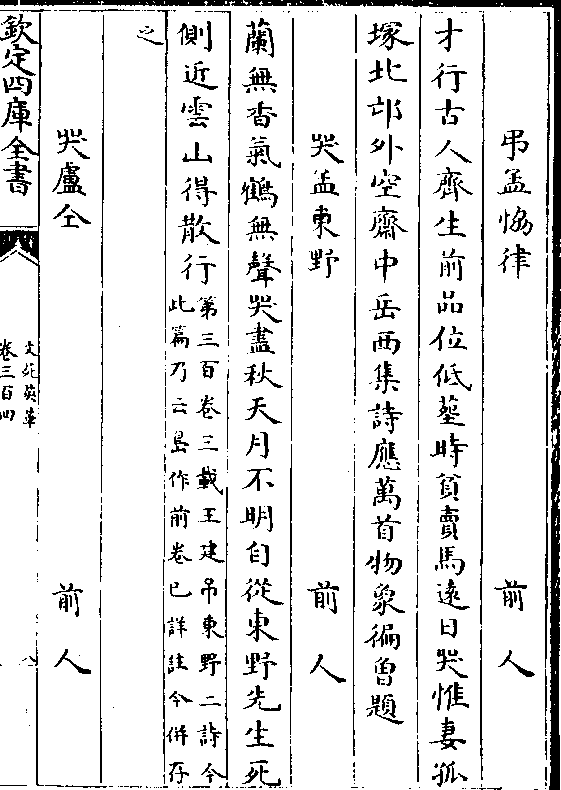 弔孟協律　前人
才行古人齊生前品位低塟時貧賣馬逺日哭惟妻孤
塚北邙外空齋中岳西集詩應萬首物象徧曾題
哭孟東野　前人
蘭無香氣鶴無聲哭盡秋天月不明自從東野先生死
側近雲山得散行第三百卷三載王建弔東野二詩今
此篇乃云島作前卷已詳註今併存
之
哭盧仝　前人
欽定四庫全書
文苑英華
卷三百四
八